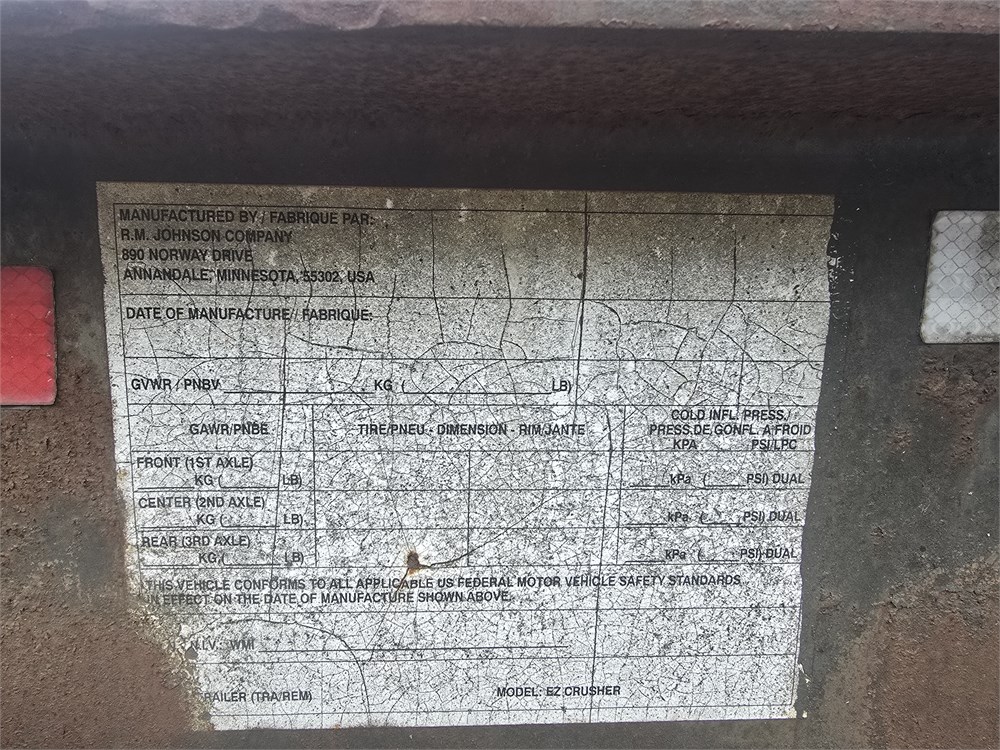 MANUFACTURED BY / FABRIQUE PAR:
R.M. JOHNSON COMPANY
890 NORWAY DRIVE
ANNANDALE, MINNESOTA, 55302, USA
DATE OF MANUFACTURE / FABRIQUE:
GVWR / PNBV KG ( LB)
GAWR/PNBE TIRE/PNEU - DIMENSION - RIM/JANTE COLD INFL. PRESS./
PRESS.DE GONFL. A FROID
KPA PSI/LPC
FRONT (1ST AXLE)
KG ( LB) kPa ( PSI) DUAL
CENTER (2ND AXLE)
KG ( LB) kPa ( PSI) DUAL
REAR (3RD AXLE)
KG ( LB) kPa ( PSI) DUAL
THIS VEHICLE CONFORMS TO ALL APPLICABLE US FEDERAL MOTOR VEHICLE SAFETY STANDARDS
IN EFFECT ON THE DATE OF MANUFACTURE SHOWN ABOVE.
N.I.V.: WMI
RAILER (TRA/REM) MODEL: EZ CRUSHER